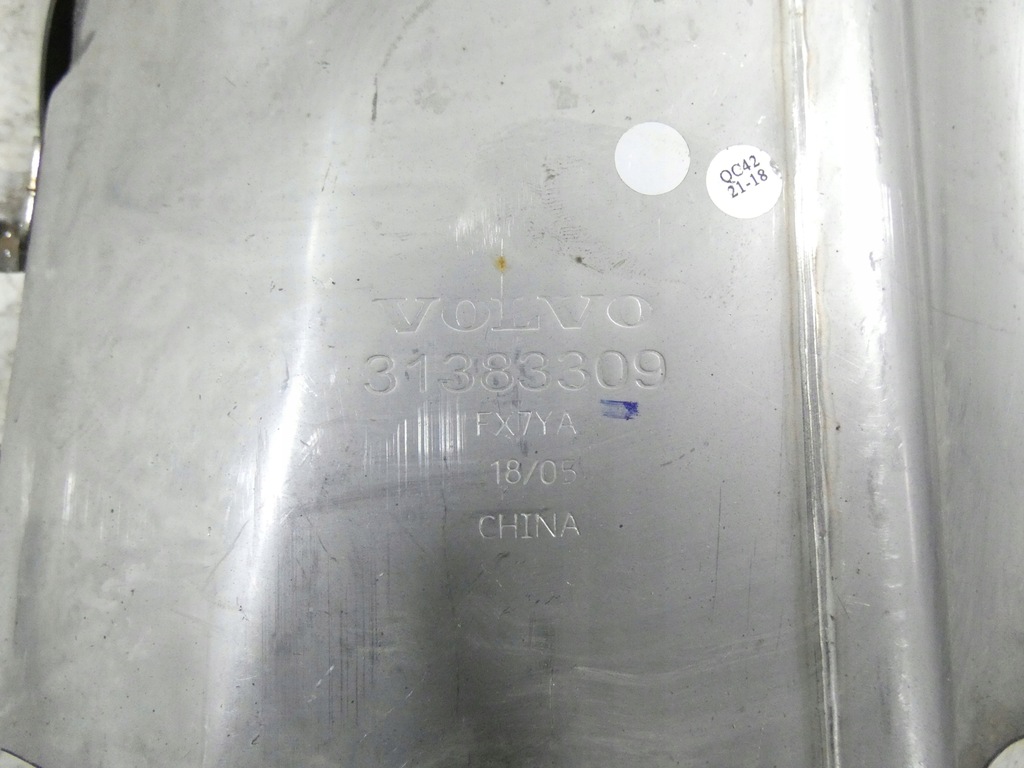 QC42
21-18
VOLVO
31383309
FX7YA
18/05
CHINA